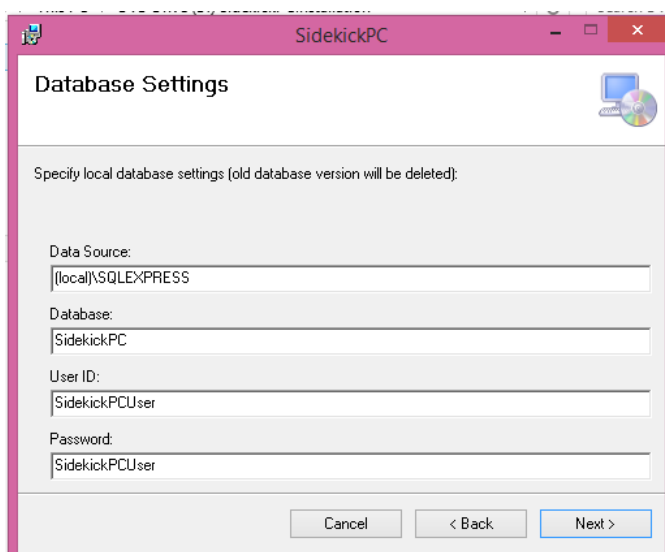 SidekickPC
Database Settings
Specify local database settings (old database version will be deleted):
Data Source:
(local)\SQLEXPRESS
Database:
SidekickPC
User ID:
SidekickPCUser
Password:
SidekickPCUser
Cancel
< Back
Next >